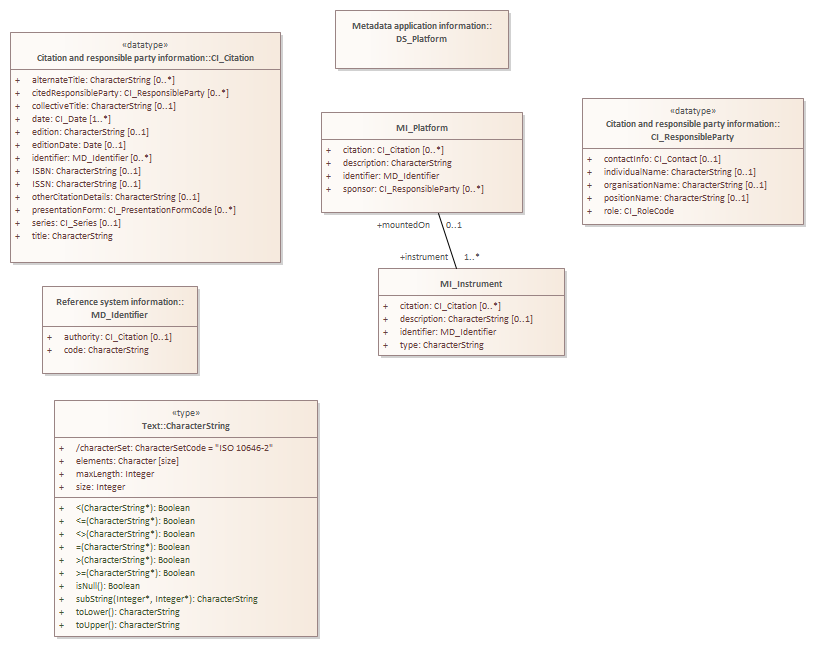 «datatype»
Citation and responsible party information::CI_Citation
+ alternateTitle: CharacterString [0..*]
+ citedResponsibleParty: CI_ResponsibleParty [0..*]
+ collectiveTitle: CharacterString [0..1]
+ date: CI_Date [1..*]
+ edition: CharacterString [0..1]
+ editionDate: Date [0..1]
+ identifier: MD_Identifier [0..*]
+ ISBN: CharacterString [0..1]
+ ISSN: CharacterString [0..1]
+ otherCitationDetails: CharacterString [0..1]
+ presentationForm: CI_PresentationFormCode [0..*]
+ series: CI_Series [0..1]
+ title: CharacterString
Metadata application information::
DS_Platform
MI_Platform
+ citation: CI_Citation [0..*]
+ description: CharacterString
+ identifier: MD_Identifier
+ sponsor: CI_ResponsibleParty [0..*]
«datatype»
Citation and responsible party information::
CI_ResponsibleParty
+ contactInfo: CI_Contact [0..1]
+ individualName: CharacterString [0..1]
+ organisationName: CharacterString [0..1]
+ positionName: CharacterString [0..1]
+ role: CI_RoleCode
+mountedOn 0..1
+instrument 1..*
MI_Instrument
+ citation: CI_Citation [0..*]
+ description: CharacterString [0..1]
+ identifier: MD_Identifier
+ type: CharacterString
Reference system information::
MD_Identifier
+ authority: CI_Citation [0..1]
+ code: CharacterString
«type»
Text::CharacterString
+ /characterSet: CharacterSetCode = "ISO 10646-2"
+ elements: Character [size]
+ maxLength: Integer
+ size: Integer
+ <(CharacterString*): Boolean
+ <=(CharacterString*): Boolean
+ <>(CharacterString*): Boolean
+ =(CharacterString*): Boolean
+ >(CharacterString*): Boolean
+ >=(CharacterString*): Boolean
+ isNull(): Boolean
+ subString(Integer*, Integer*): CharacterString
+ toLower(): CharacterString
+ toUpper(): CharacterString